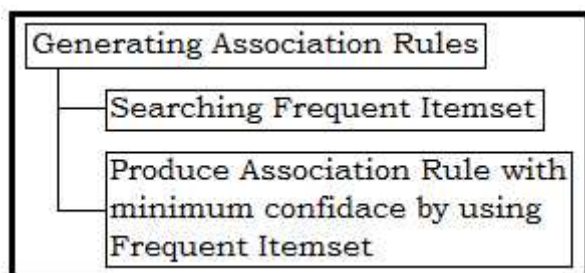 Generating Association Rules
Searching Frequent Itemset
Produce Association Rule with
minimum confidace by using
Frequent Itemset